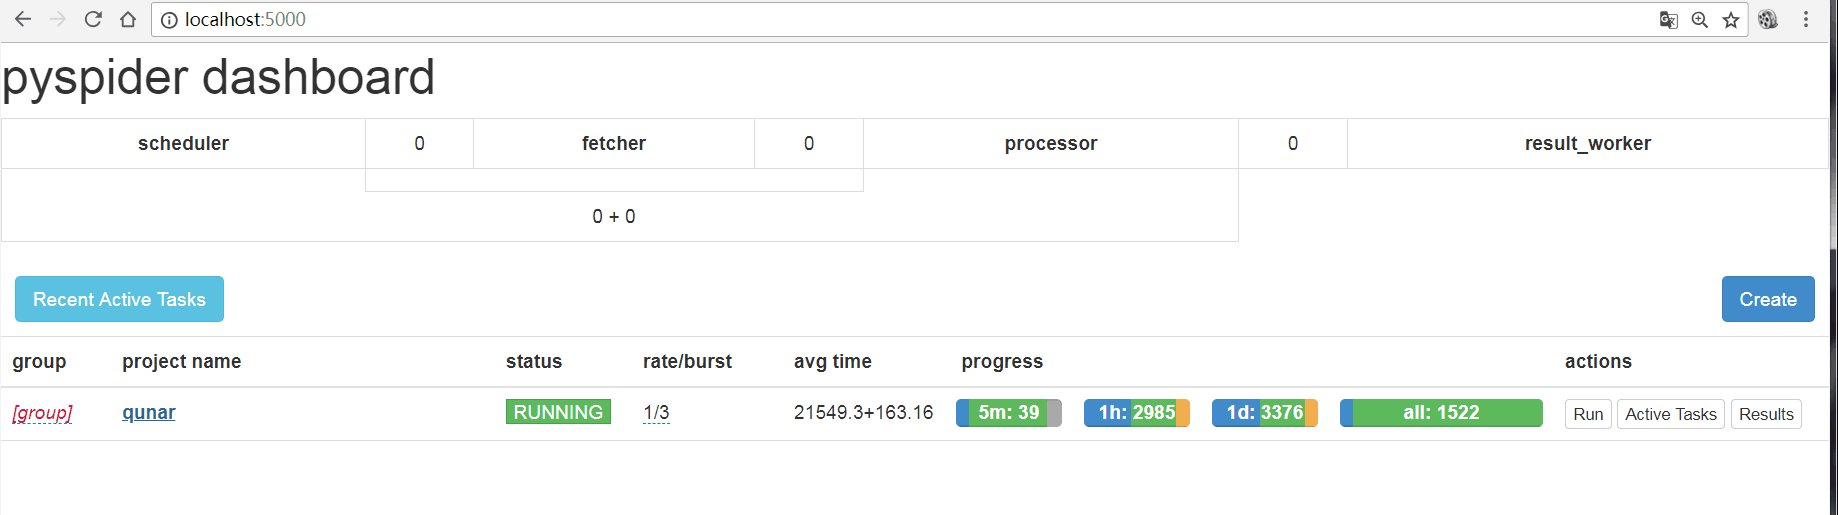 localhost:5000
pyspider dashboard
scheduler 0 fetcher 0 processor 0 result_worker
0 + 0
Recent Active Tasks Create
group project name status rate/burst avg time progress actions
[group] qunar RUNNING 1/3 21549.3+163.16 5m: 39 1h: 2985 1d: 3376 all: 1522 Run Active Tasks Results